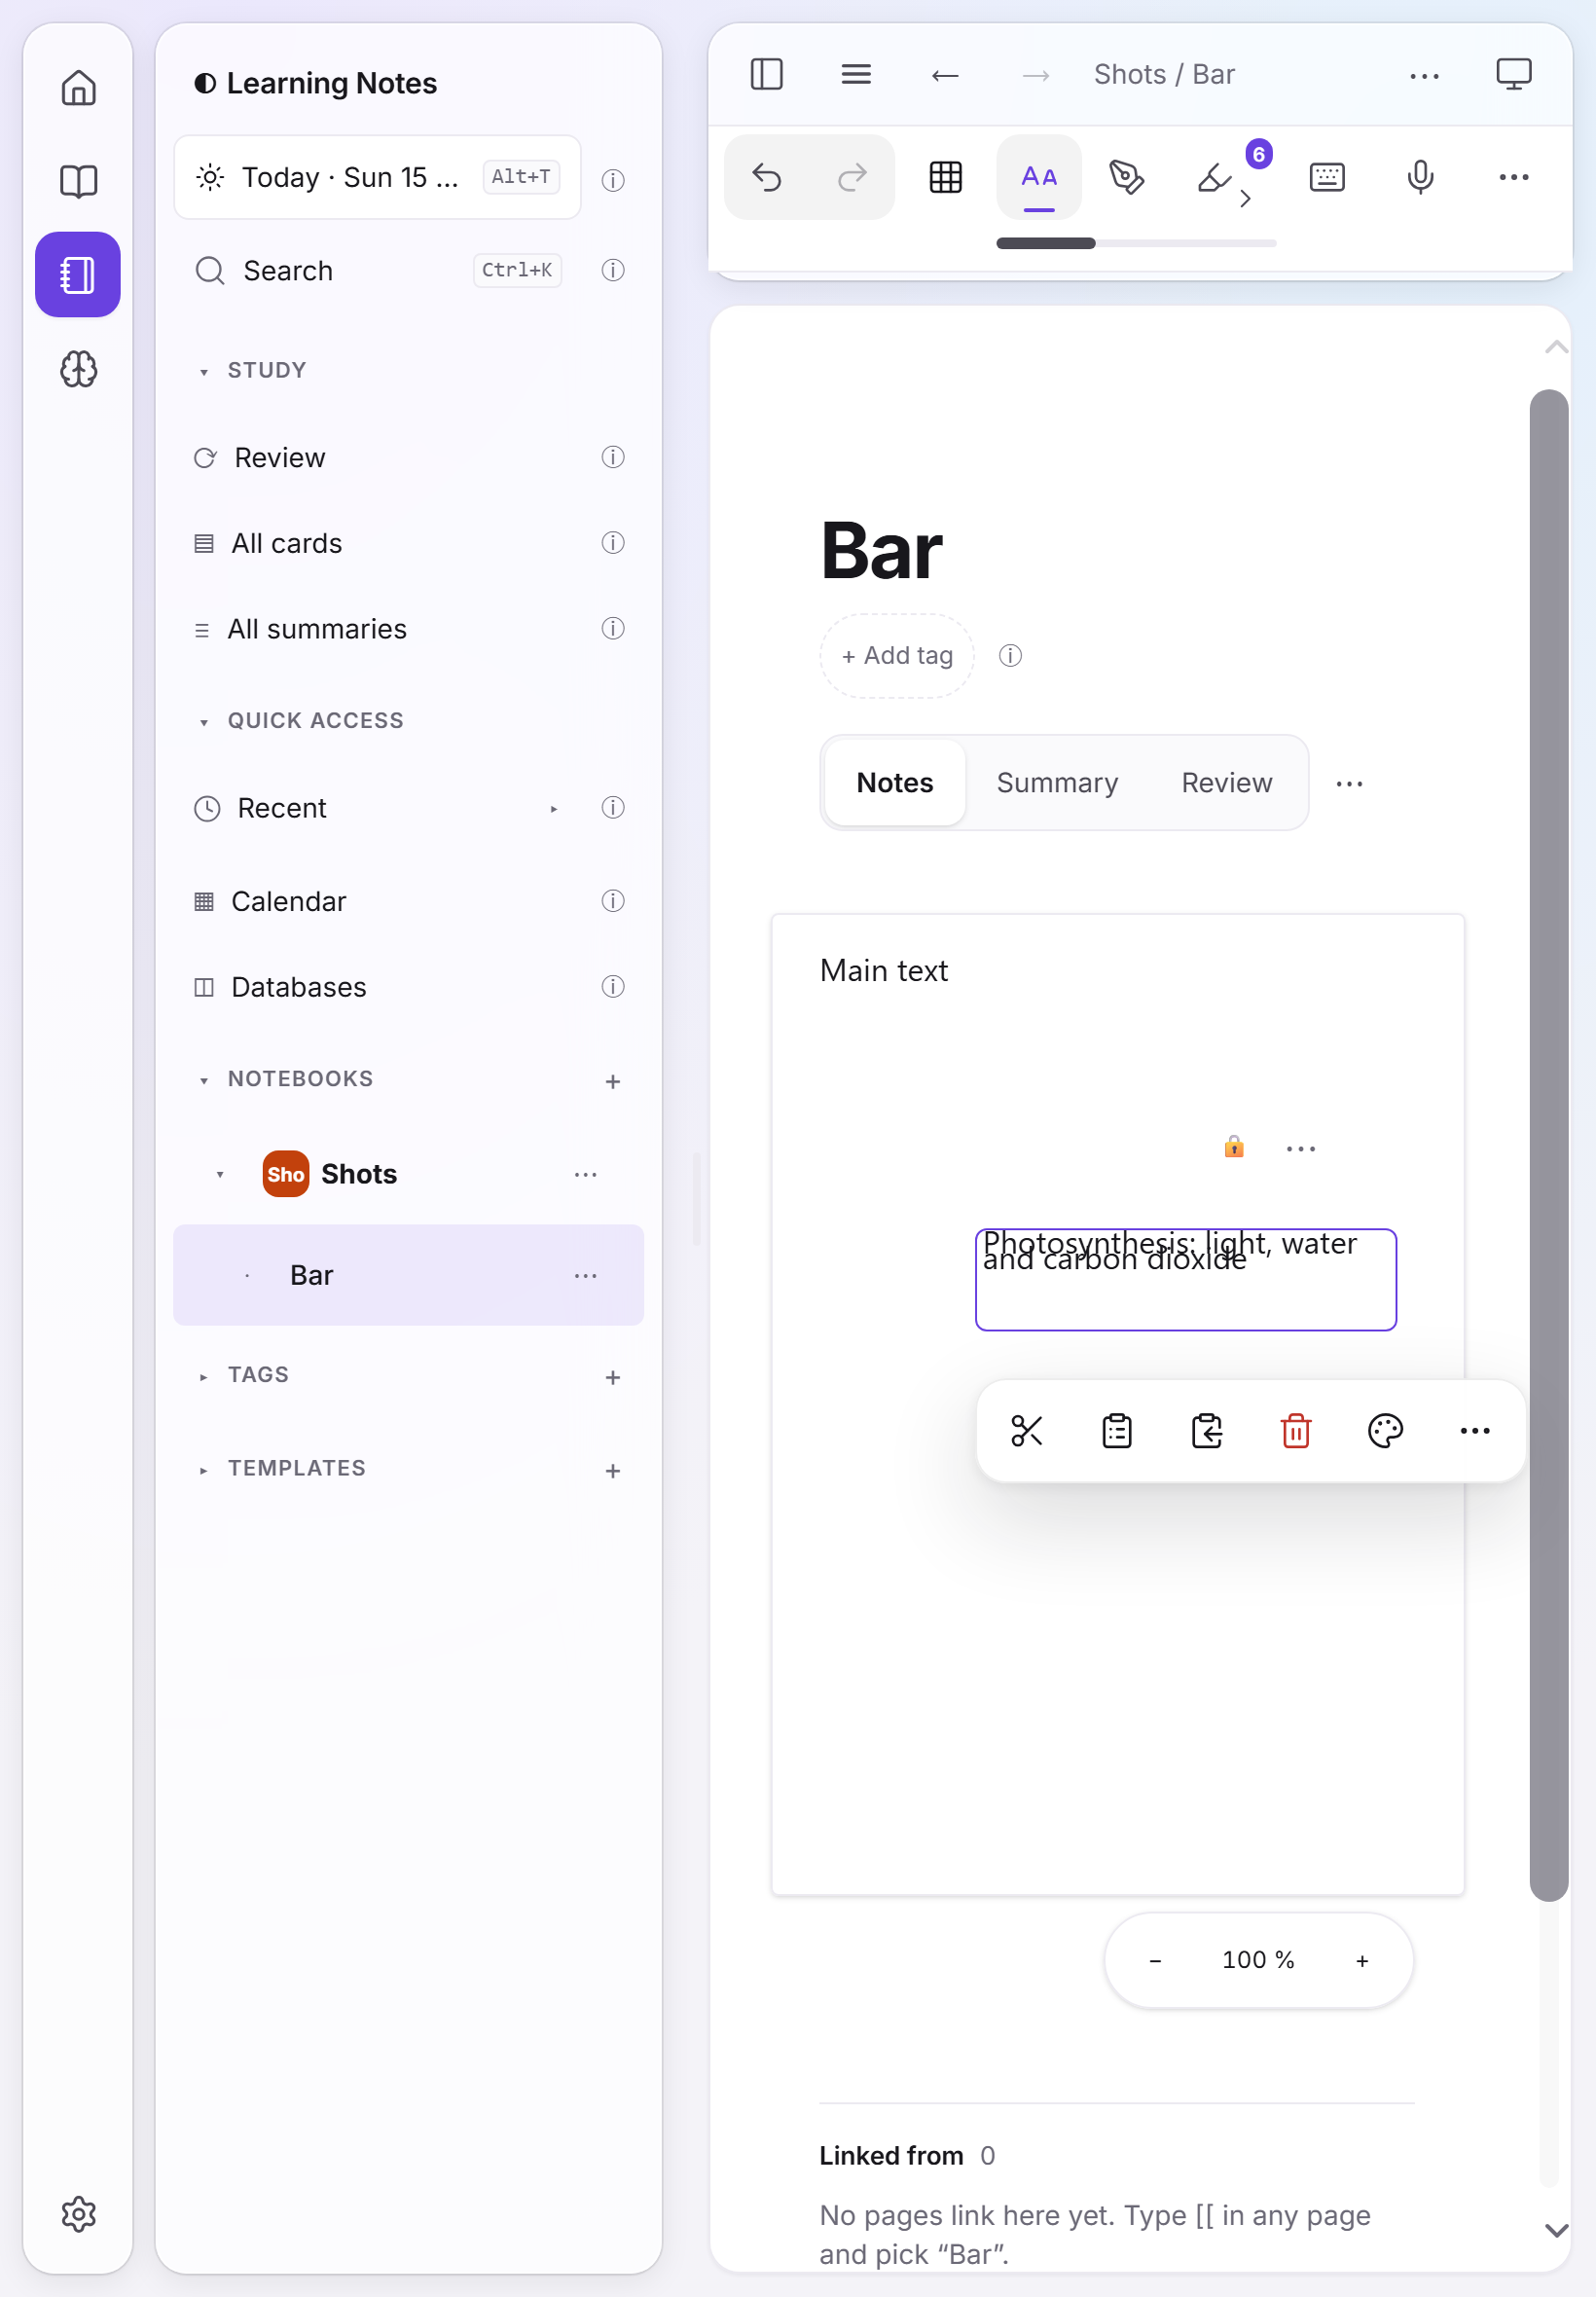 Learning Notes
Today · Sun 15 ... Alt+T
Search Ctrl+K
STUDY
Review
All cards
All summaries
QUICK ACCESS
Recent
Calendar
Databases
NOTEBOOKS +
Sho Shots
Bar
TAGS +
TEMPLATES +
Shots / Bar
AA
6
Bar
+ Add tag
Notes Summary Review
Main text
Photosynthesis: light, water
and carbon dioxide
− 100 % +
Linked from 0
No pages link here yet. Type [[ in any page
and pick “Bar”.